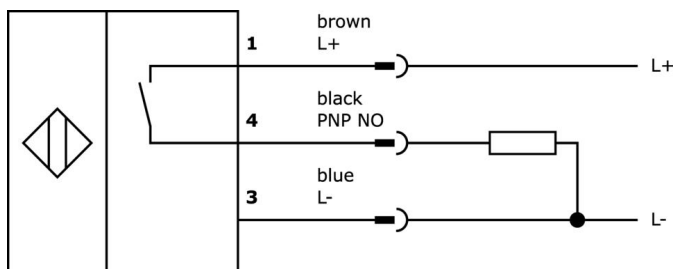 brown
1 L+
L+
black
4 PNP NO
blue
3 L-
L-